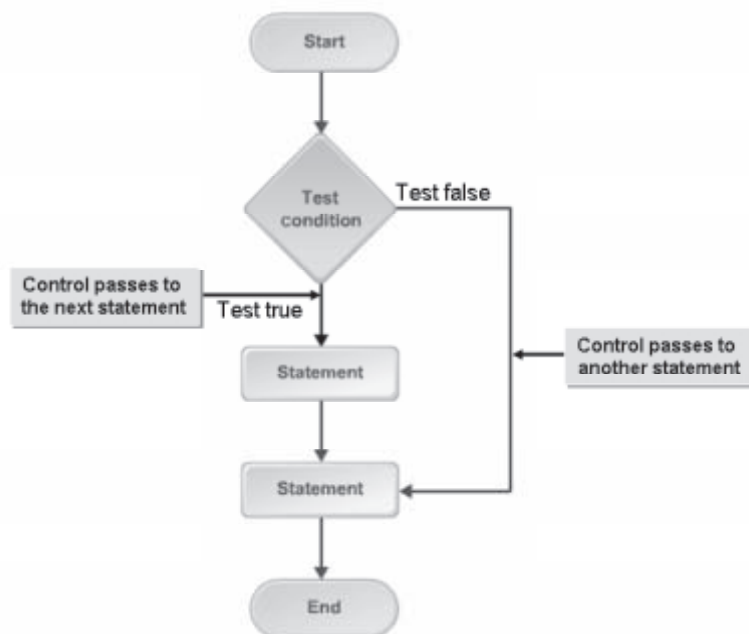 Start
Test
condition
Test false
Control passes to
the next statement
Test true
Statement
Control passes to
another statement
Statement
End